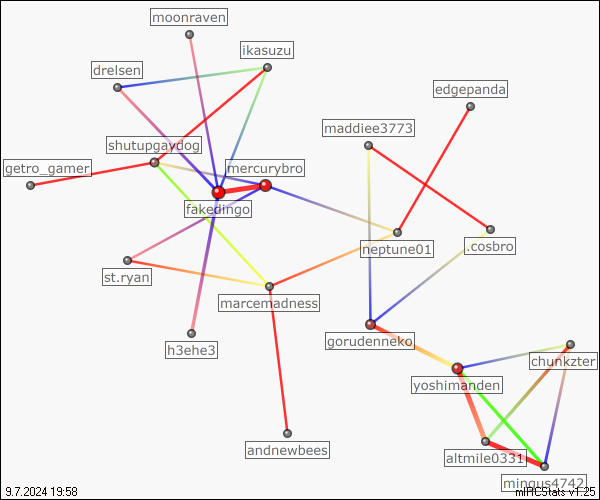 moonraven
ikasuzu
drelsen
edgepanda
maddiee3773
shutupgaydog
getro_gamer
mercurybro
fakedingo
neptune01
.cosbro
st.ryan
marcemadness
gorudenneko
h3ehe3
chunkzter
yoshimanden
andnewbees
altmile0331
mingus4742
9.7.2024 19:58
mIRCStats v1.25